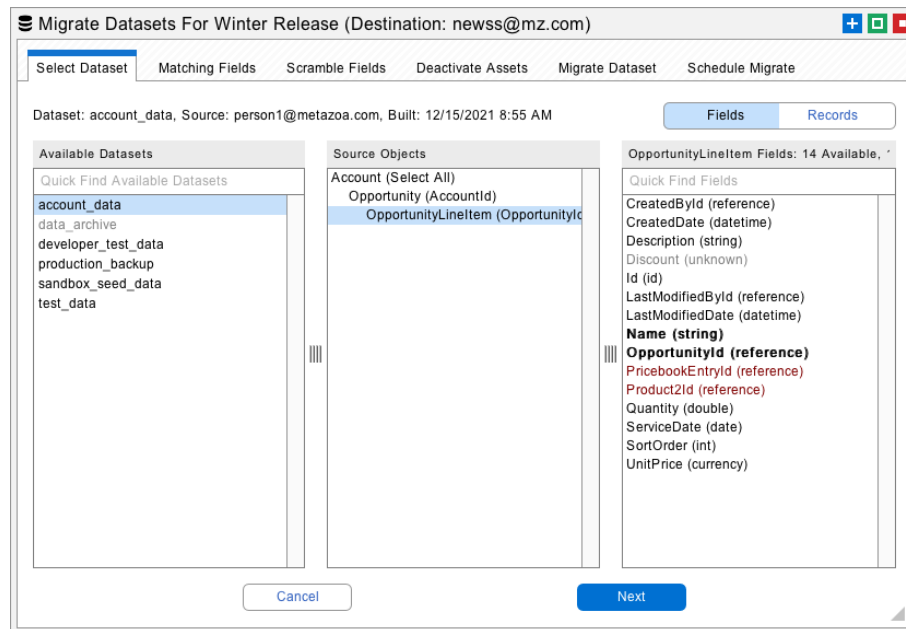 Migrate Datasets For Winter Release (Destination: newss@mz.com)
Select Dataset Matching Fields Scramble Fields Deactivate Assets Migrate Dataset Schedule Migrate
Dataset: account_data, Source: person1@metazoa.com, Built: 12/15/2021 8:55 AM
Fields Records
Available Datasets
Quick Find Available Datasets
account_data
data_archive
developer_test_data
production_backup
sandbox_seed_data
test_data
Source Objects
Account (Select All)
Opportunity (AccountId)
OpportunityLineItem (OpportunityId
OpportunityLineItem Fields: 14 Available,
Quick Find Fields
CreatedById (reference)
CreatedDate (datetime)
Description (string)
Discount (unknown)
Id (id)
LastModifiedById (reference)
LastModifiedDate (datetime)
Name (string)
OpportunityId (reference)
PricebookEntryId (reference)
Product2Id (reference)
Quantity (double)
ServiceDate (date)
SortOrder (int)
UnitPrice (currency)
Cancel Next